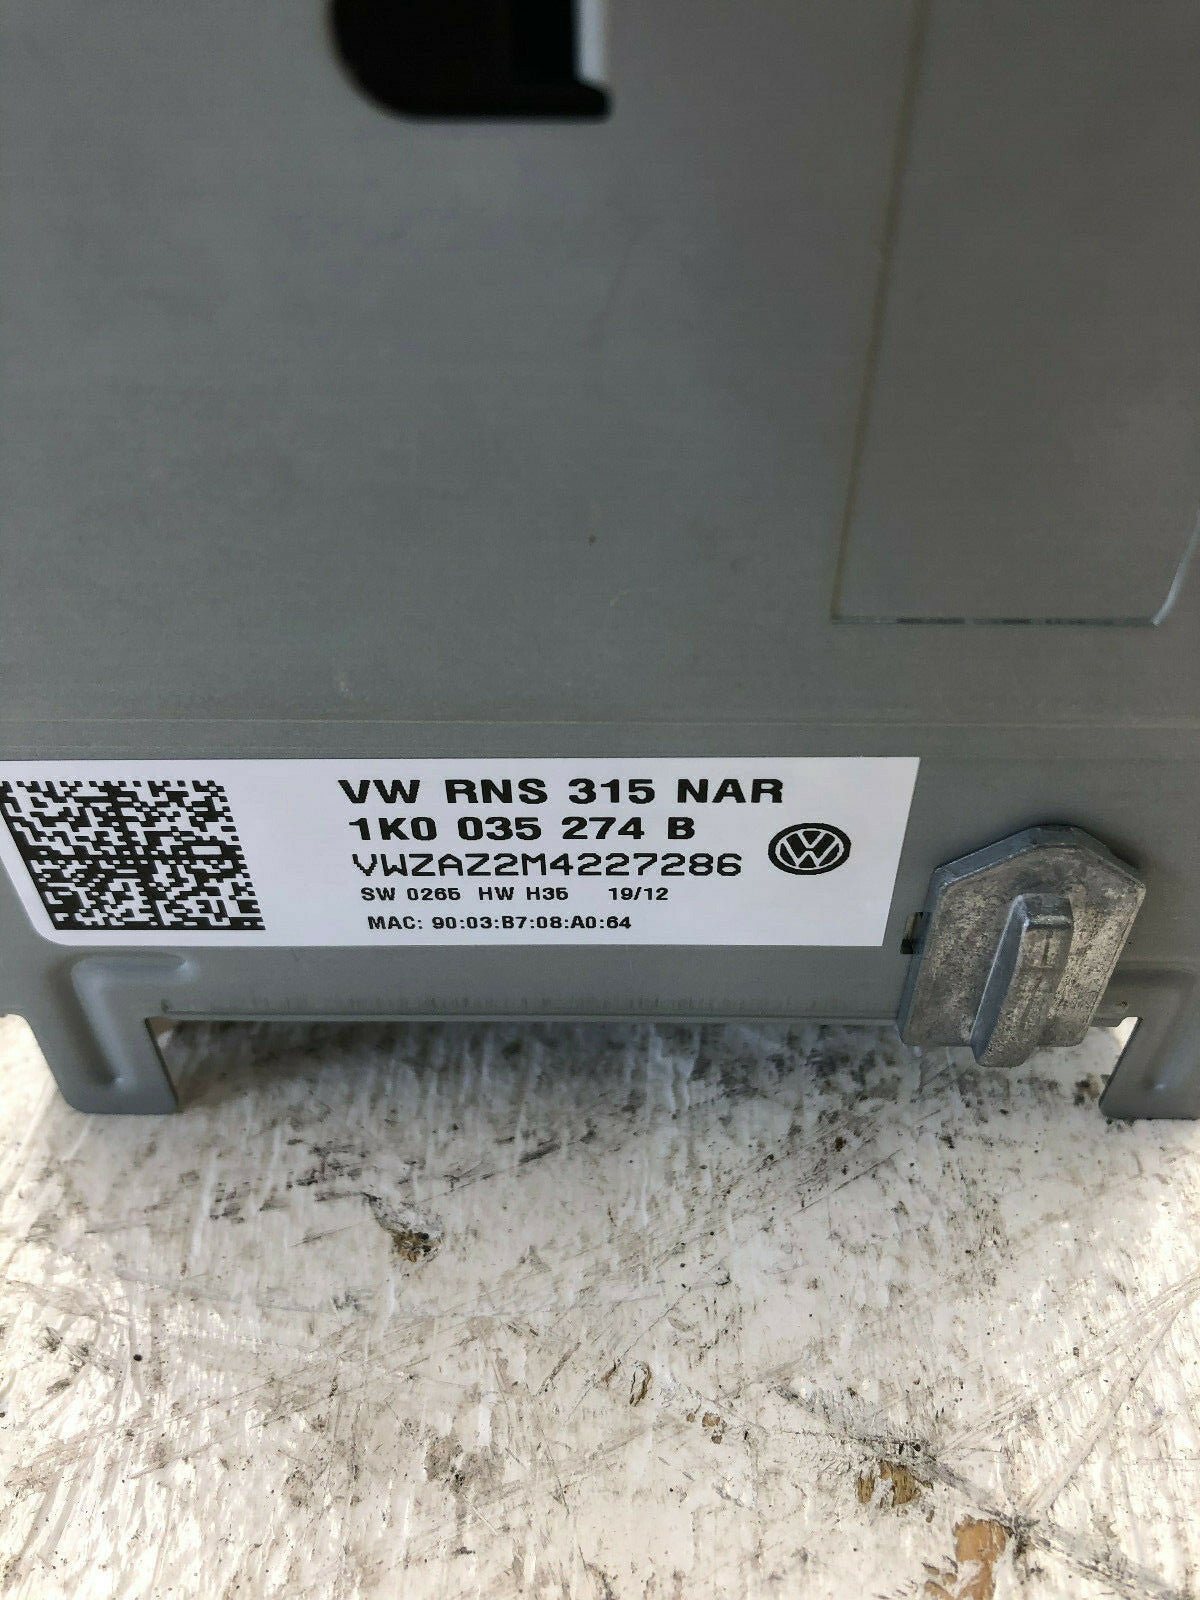 VW RNS 315 NAR
1K0 035 274 B
VWZAZ2M4227286
SW 0265 HW H35 19/12
MAC: 90:03:B7:08:A0:64